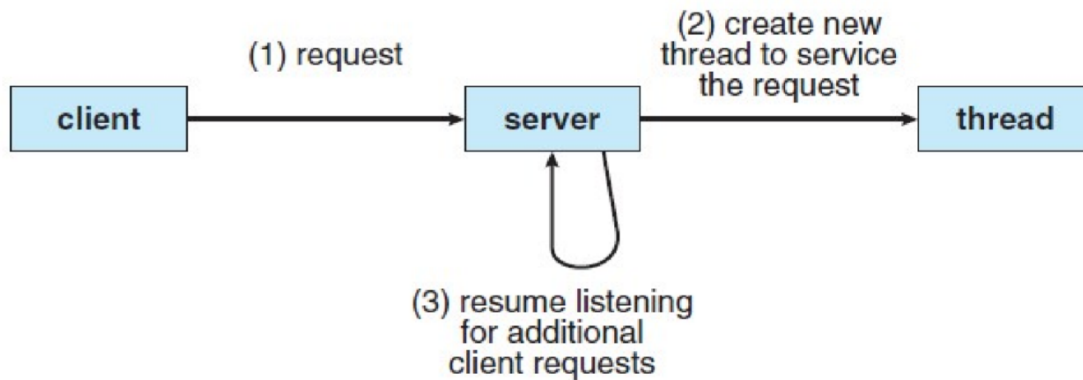 (1) request
(2) create new
thread to service
the request
client
server
thread
(3) resume listening
for additional
client requests